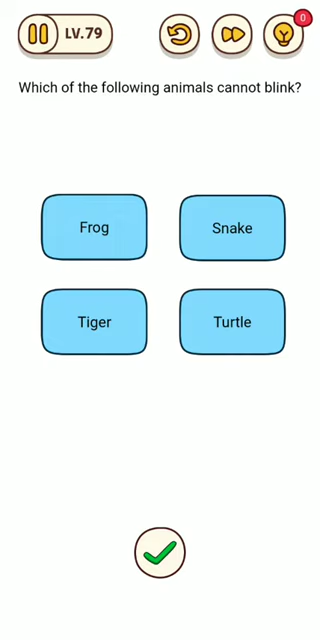 LV.79
0
Which of the following animals cannot blink?
Frog
Snake
Tiger
Turtle